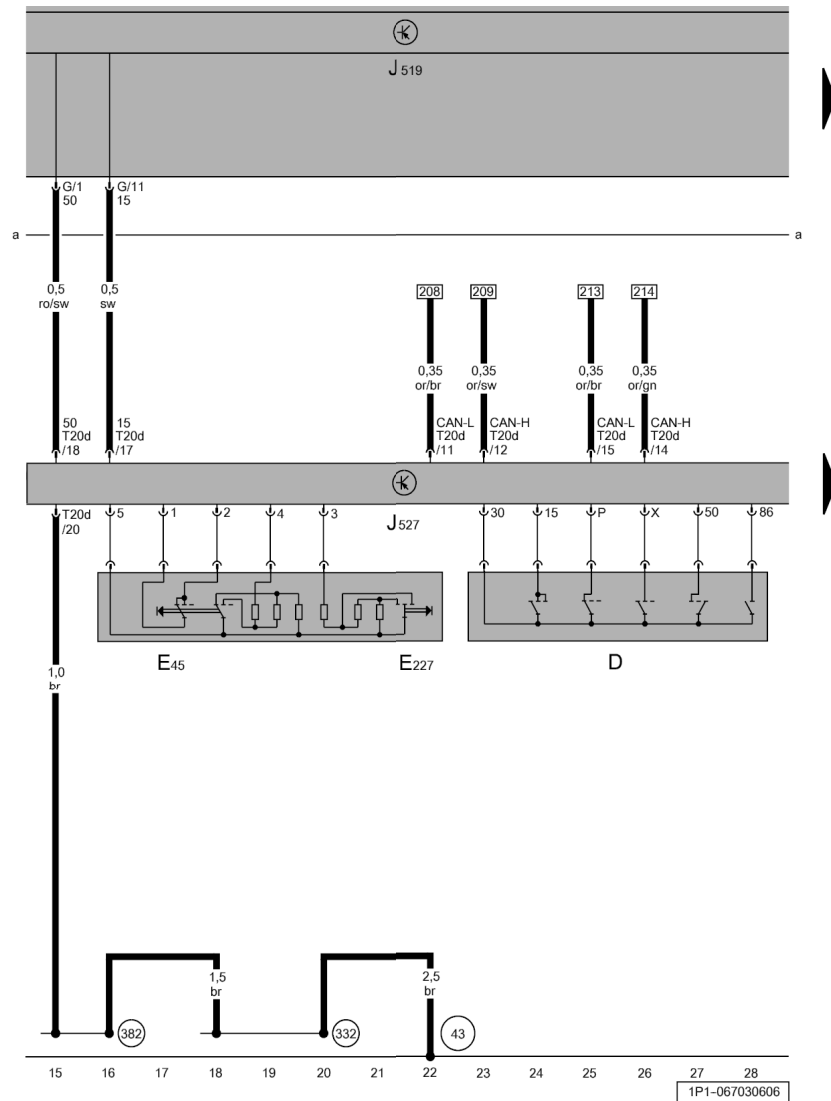 J 519
G/1
50
G/11
15
a
a
0,5
ro/sw
0,5
sw
208
209
213
214
0,35
or/br
0,35
or/sw
0,35
or/br
0,35
or/gn
50
T20d
/18
15
T20d
/17
CAN-L
T20d
/11
CAN-H
T20d
/12
CAN-L
T20d
/15
CAN-H
T20d
/14
T20d
/20
5
1
2
4
3
J 527
30
15
P
X
50
86
E45
E227
D
1,0
br
1,5
br
2,5
br
382
332
43
15 16 17 18 19 20 21 22 23 24 25 26 27 28
1P1-067030606